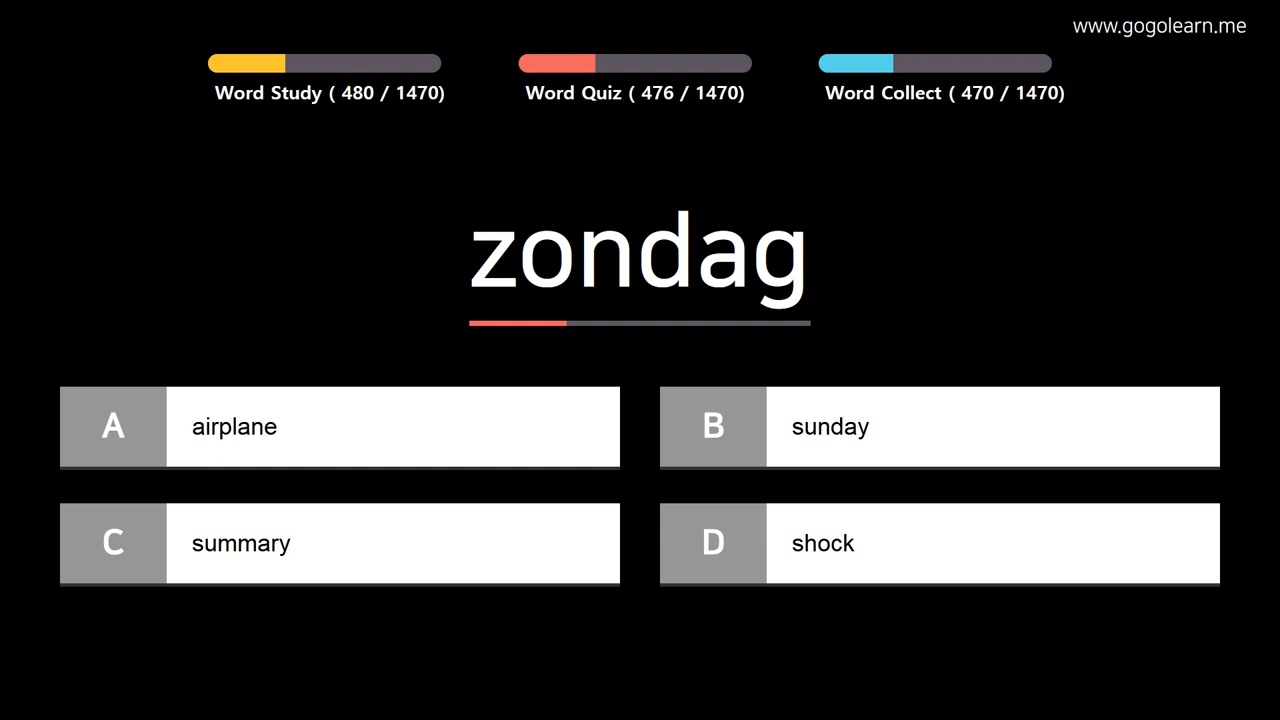 www.gogolearn.me
Word Study ( 480 / 1470)
Word Quiz ( 476 / 1470)
Word Collect ( 470 / 1470)
zondag
A airplane
B sunday
C summary
D shock